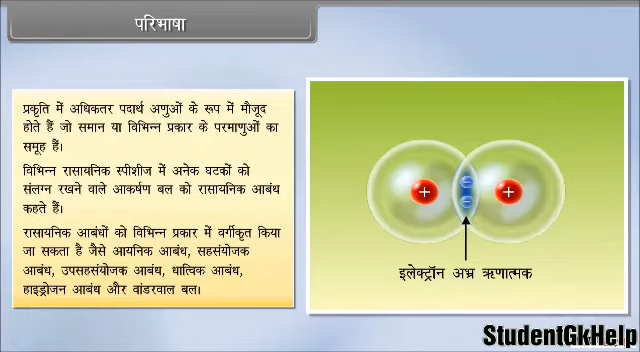 परिभाषा
प्रकृति में अधिकतर पदार्थ अणुओं के रूप में मौजूद
होते हैं जो समान या विभिन्न प्रकार के परमाणुओं का
समूह हैं।
विभिन्न रासायनिक स्पीशीज में अनेक घटकों को
संलग्न रखने वाले आकर्षण बल को रासायनिक आबंध
कहते हैं।
रासायनिक आबंधों को विभिन्न प्रकार में वर्गीकृत किया
जा सकता है जैसे आयनिक आबंध, सहसंयोजक
आबंध, उपसहसंयोजक आबंध, धात्विक आबंध,
हाइड्रोजन आबंध और वांडरवाल बल।
+
+
इलेक्ट्रॉन अभ्र ऋणात्मक
StudentGkHelp